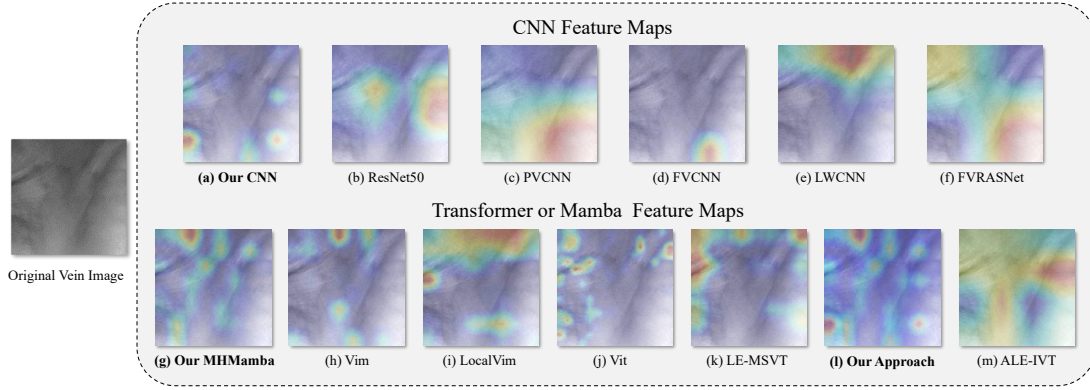 CNN Feature Maps
(a) Our CNN
(b) ResNet50
(c) PVCNN
(d) FVCNN
(e) LWCNN
(f) FVRASNet
Original Vein Image
Transformer or Mamba Feature Maps
(g) Our MHMamba
(h) Vim
(i) LocalVim
(j) Vit
(k) LE-MSVT
(l) Our Approach
(m) ALE-IVT